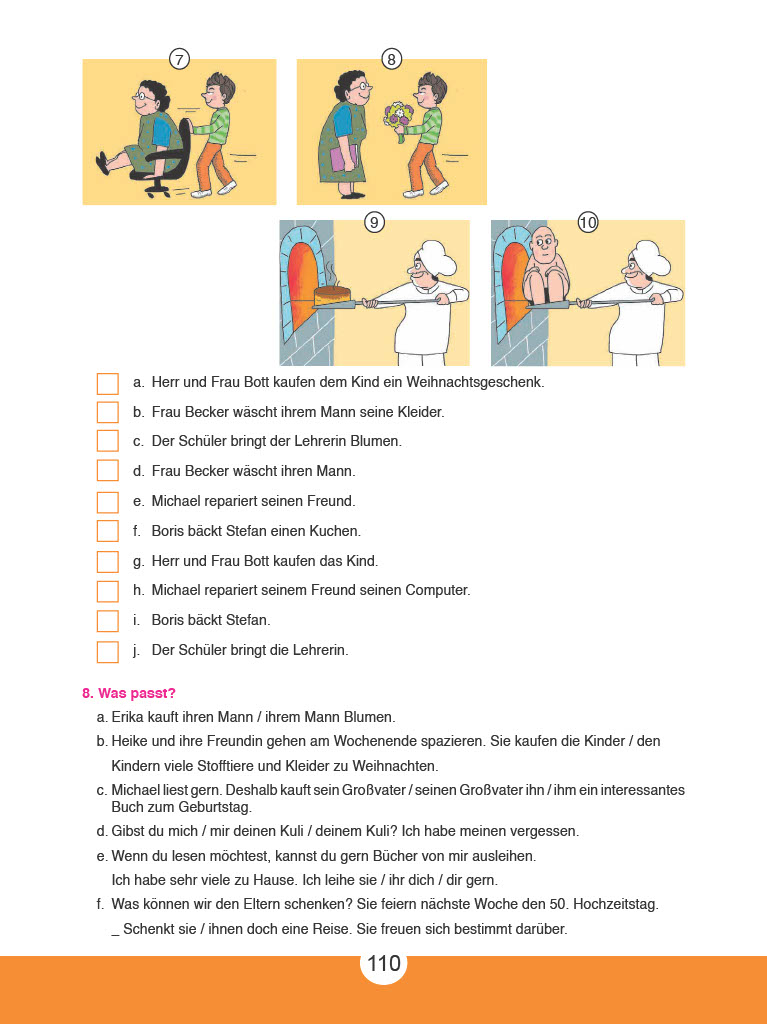 7
8
9
10
a. Herr und Frau Bott kaufen dem Kind ein Weihnachtsgeschenk.
b. Frau Becker wäscht ihrem Mann seine Kleider.
c. Der Schüler bringt der Lehrerin Blumen.
d. Frau Becker wäscht ihren Mann.
e. Michael repariert seinen Freund.
f. Boris bäckt Stefan einen Kuchen.
g. Herr und Frau Bott kaufen das Kind.
h. Michael repariert seinem Freund seinen Computer.
i. Boris bäckt Stefan.
j. Der Schüler bringt die Lehrerin.
8. Was passt?
a. Erika kauft ihren Mann / ihrem Mann Blumen.
b. Heike und ihre Freundin gehen am Wochenende spazieren. Sie kaufen die Kinder / den
Kindern viele Stofftiere und Kleider zu Weihnachten.
c. Michael liest gern. Deshalb kauft sein Großvater / seinen Großvater ihn / ihm ein interessantes
Buch zum Geburtstag.
d. Gibst du mich / mir deinen Kuli / deinem Kuli? Ich habe meinen vergessen.
e. Wenn du lesen möchtest, kannst du gern Bücher von mir ausleihen.
Ich habe sehr viele zu Hause. Ich leihe sie / ihr dich / dir gern.
f. Was können wir den Eltern schenken? Sie feiern nächste Woche den 50. Hochzeitstag.
_ Schenkt sie / ihnen doch eine Reise. Sie freuen sich bestimmt darüber.
110